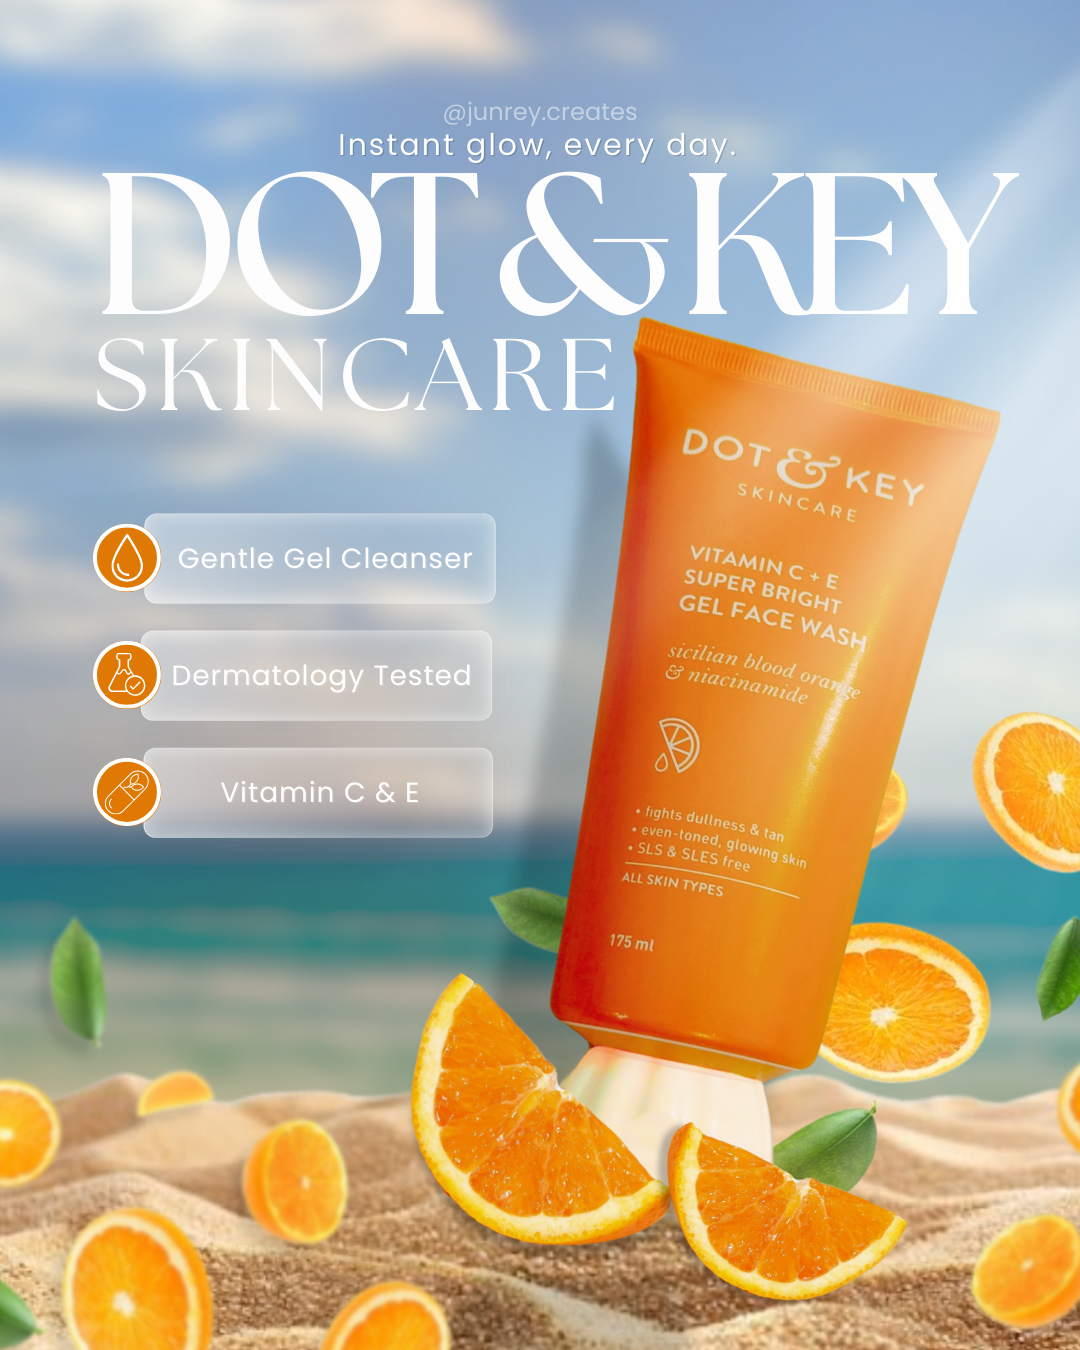 @junrey.creates
Instant glow, every day.
DOT & KEY
SKINCARE
Gentle Gel Cleanser
Dermatology Tested
Vitamin C & E
DOT & KEY
SKINCARE
VITAMIN C + E
SUPER BRIGHT
GEL FACE WASH
sicilian blood orange
& niacinamide
• fights dullness & tan
• even-toned, glowing skin
• SLS & SLES free
ALL SKIN TYPES
175 ml